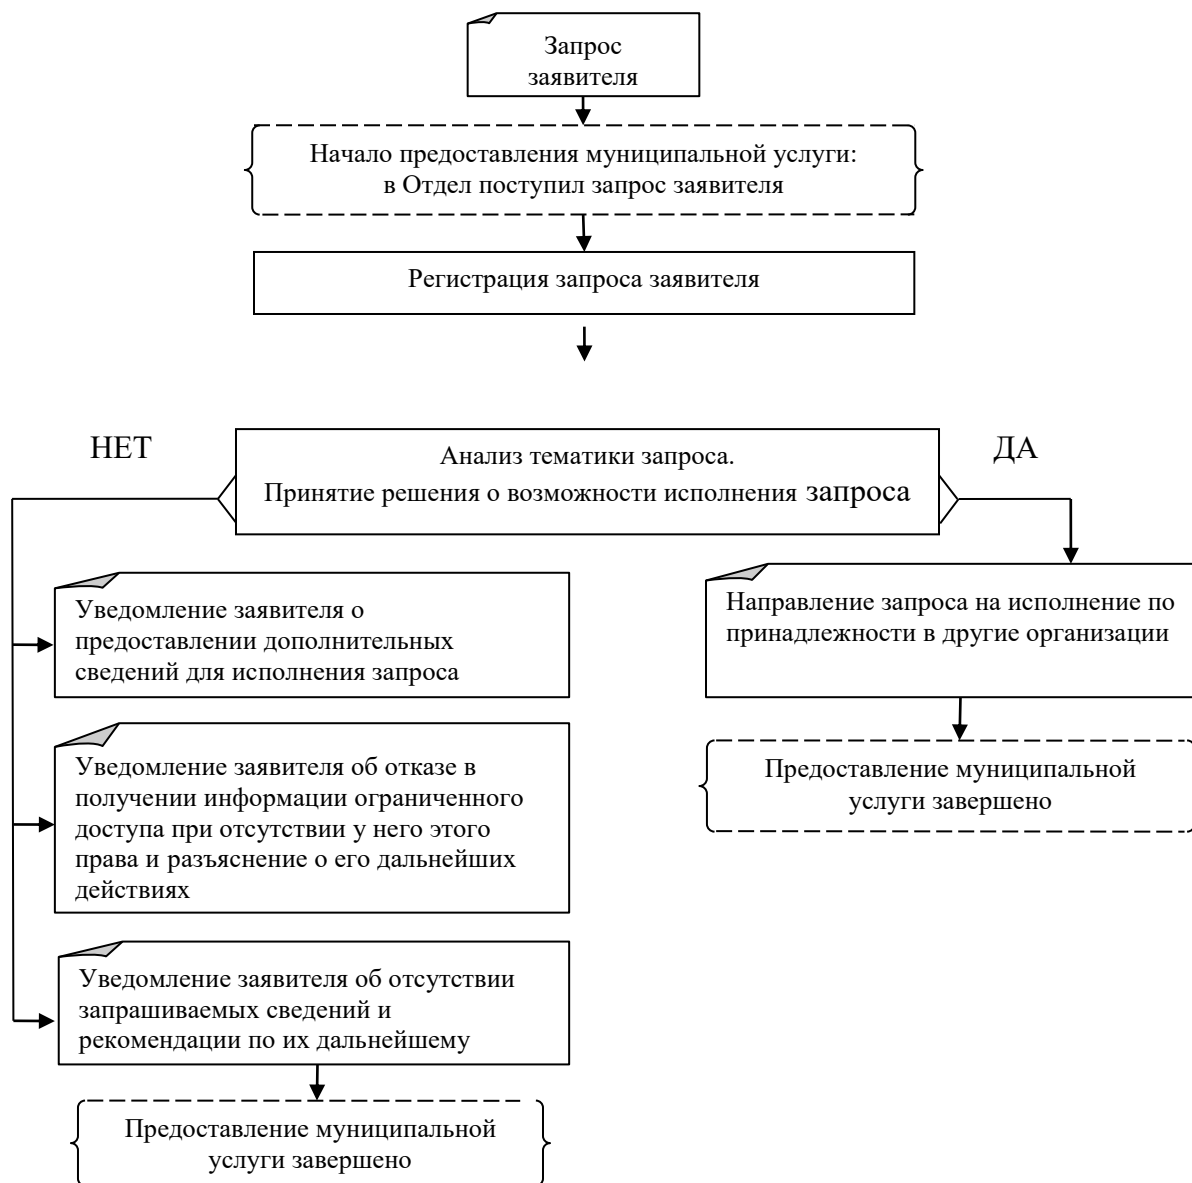 Запрос
заявителя
Начало предоставления муниципальной услуги:
в Отдел поступил запрос заявителя
Регистрация запроса заявителя
НЕТ
Анализ тематики запроса.
Принятие решения о возможности исполнения запроса
ДА
Уведомление заявителя о
предоставлении дополнительных
сведений для исполнения запроса
Уведомление заявителя об отказе в
получении информации ограниченного
доступа при отсутствии у него этого
права и разъяснение о его дальнейших
действиях
Уведомление заявителя об отсутствии
запрашиваемых сведений и
рекомендации по их дальнейшему
Предоставление муниципальной
услуги завершено
Направление запроса на исполнение по
принадлежности в другие организации
Предоставление муниципальной
услуги завершено